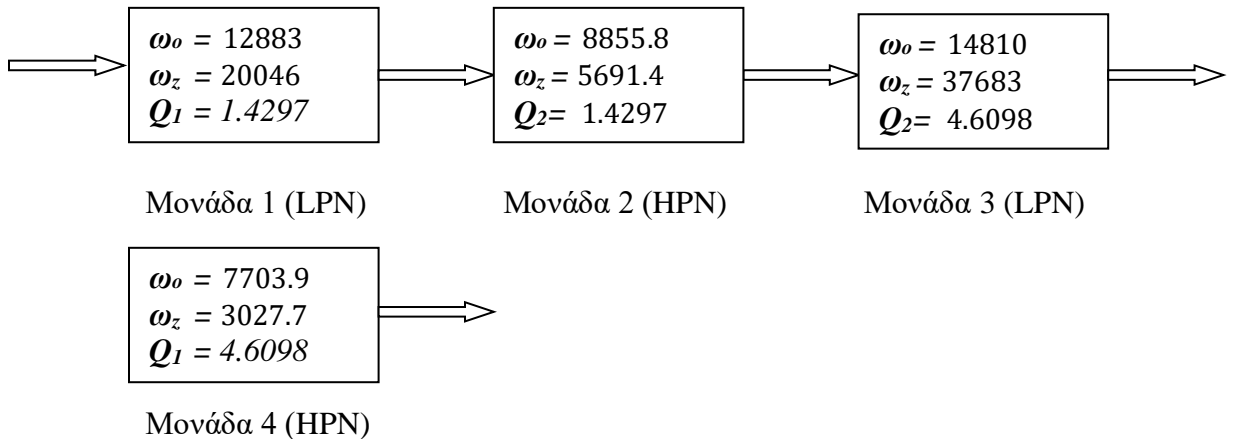 ωo = 12883
ωz = 20046
Q1 = 1.4297
ωo = 8855.8
ωz = 5691.4
Q2= 1.4297
ωo = 14810
ωz = 37683
Q2= 4.6098
Μονάδα 1 (LPN)
Μονάδα 2 (HPN)
Μονάδα 3 (LPN)
ωo = 7703.9
ωz = 3027.7
Q1 = 4.6098
Μονάδα 4 (HPN)